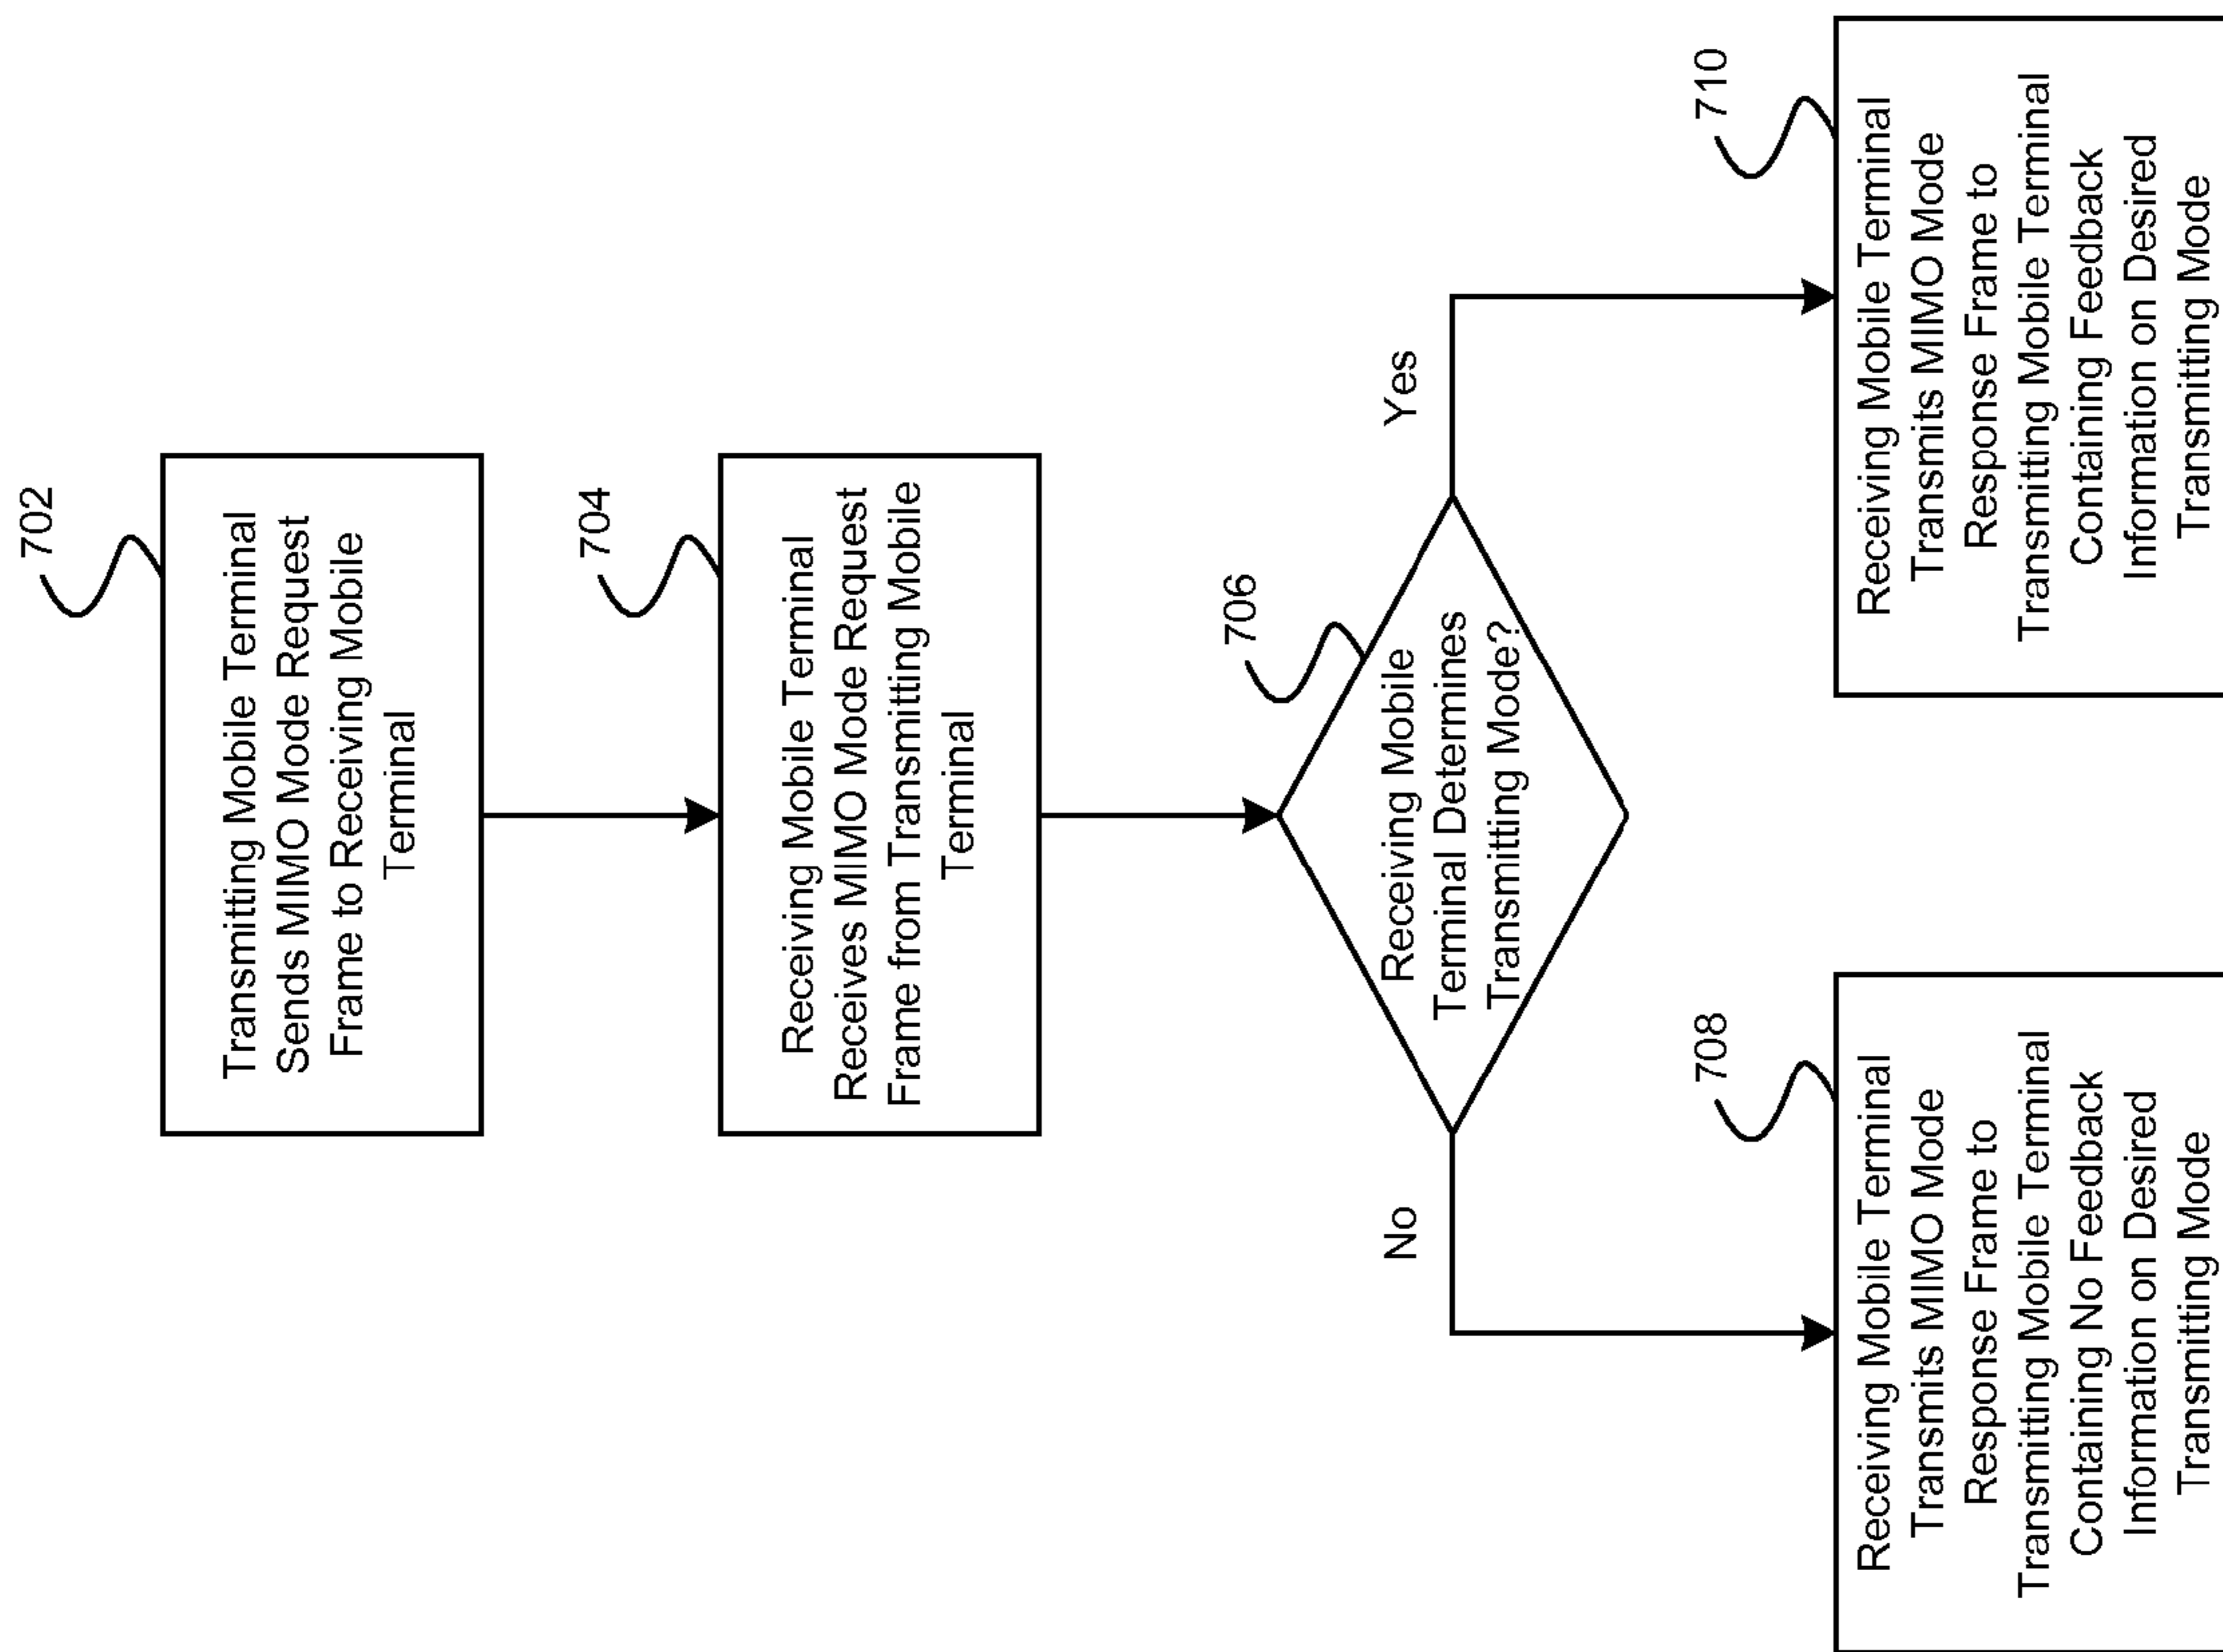 702
Transmitting Mobile Terminal
Sends MIMO Mode Request
Frame to Receiving Mobile
Terminal
704
Receiving Mobile Terminal
Receives MIMO Mode Request
Frame from Transmitting Mobile
Terminal
706
Receiving Mobile
Terminal Determines
Transmitting Mode?
No
Yes
708
Receiving Mobile Terminal
Transmits MIMO Mode
Response Frame to
Transmitting Mobile Terminal
Containing No Feedback
Information on Desired
Transmitting Mode
710
Receiving Mobile Terminal
Transmits MIMO Mode
Response Frame to
Transmitting Mobile Terminal
Containing Feedback
Information on Desired
Transmitting Mode